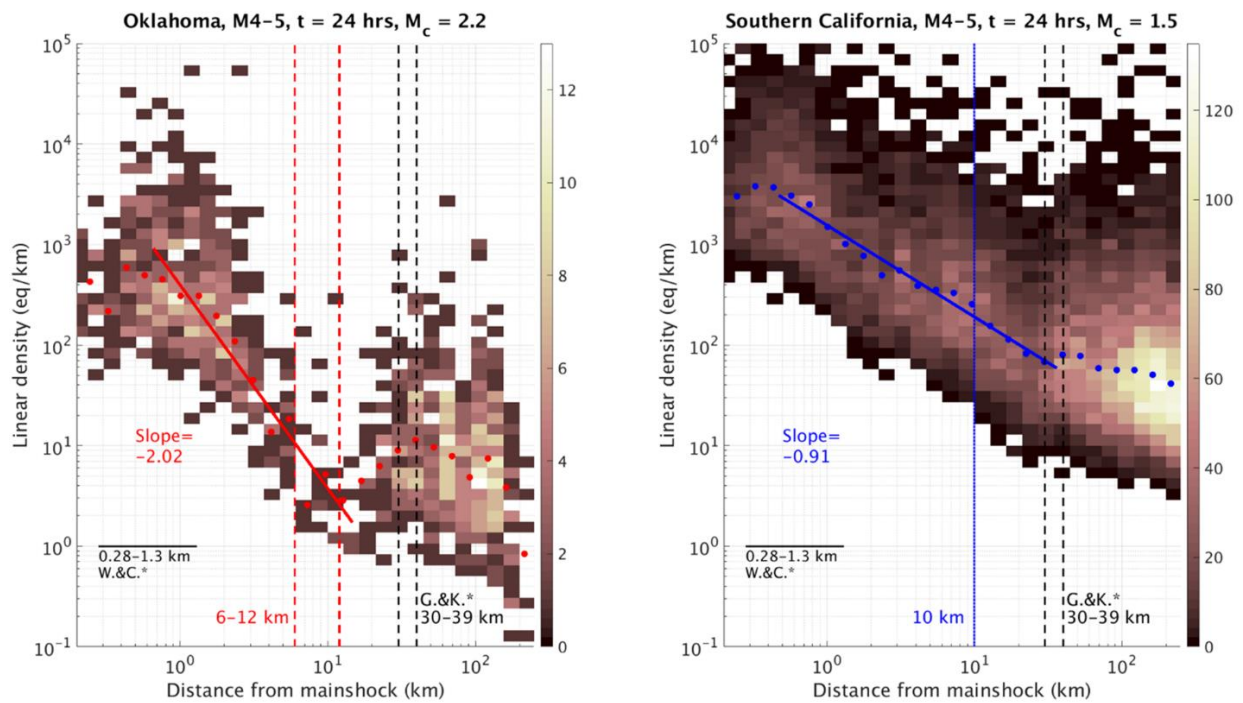 Oklahoma, M4-5, t = 24 hrs, Mc = 2.2
10^5
10^4
10^3
10^2
10^1
10^0
10^-1
Linear density (eq/km)
Slope=
-2.02
0.28-1.3 km
W.&C.*
6-12 km
G.&K.*
30-39 km
10^0
10^1
10^2
Distance from mainshock (km)
12
10
8
6
4
2
0
Southern California, M4-5, t = 24 hrs, Mc = 1.5
10^5
10^4
10^3
10^2
10^1
10^0
10^-1
Linear density (eq/km)
Slope=
-0.91
0.28-1.3 km
W.&C.*
10 km
G.&K.*
30-39 km
10^0
10^1
10^2
Distance from mainshock (km)
120
100
80
60
40
20
0